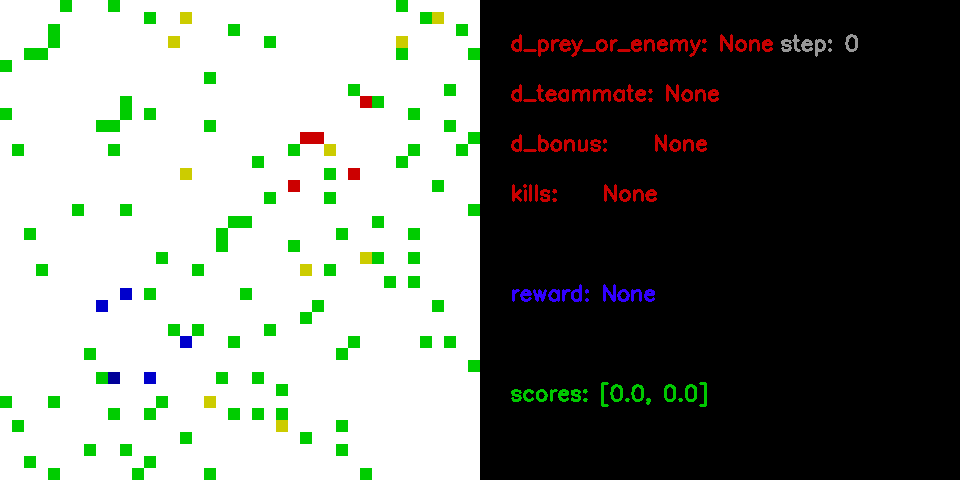 d_prey_or_enemy: None step: 0
d_teammate: None
d_bonus: None
kills: None
reward: None
scores: [0.0, 0.0]